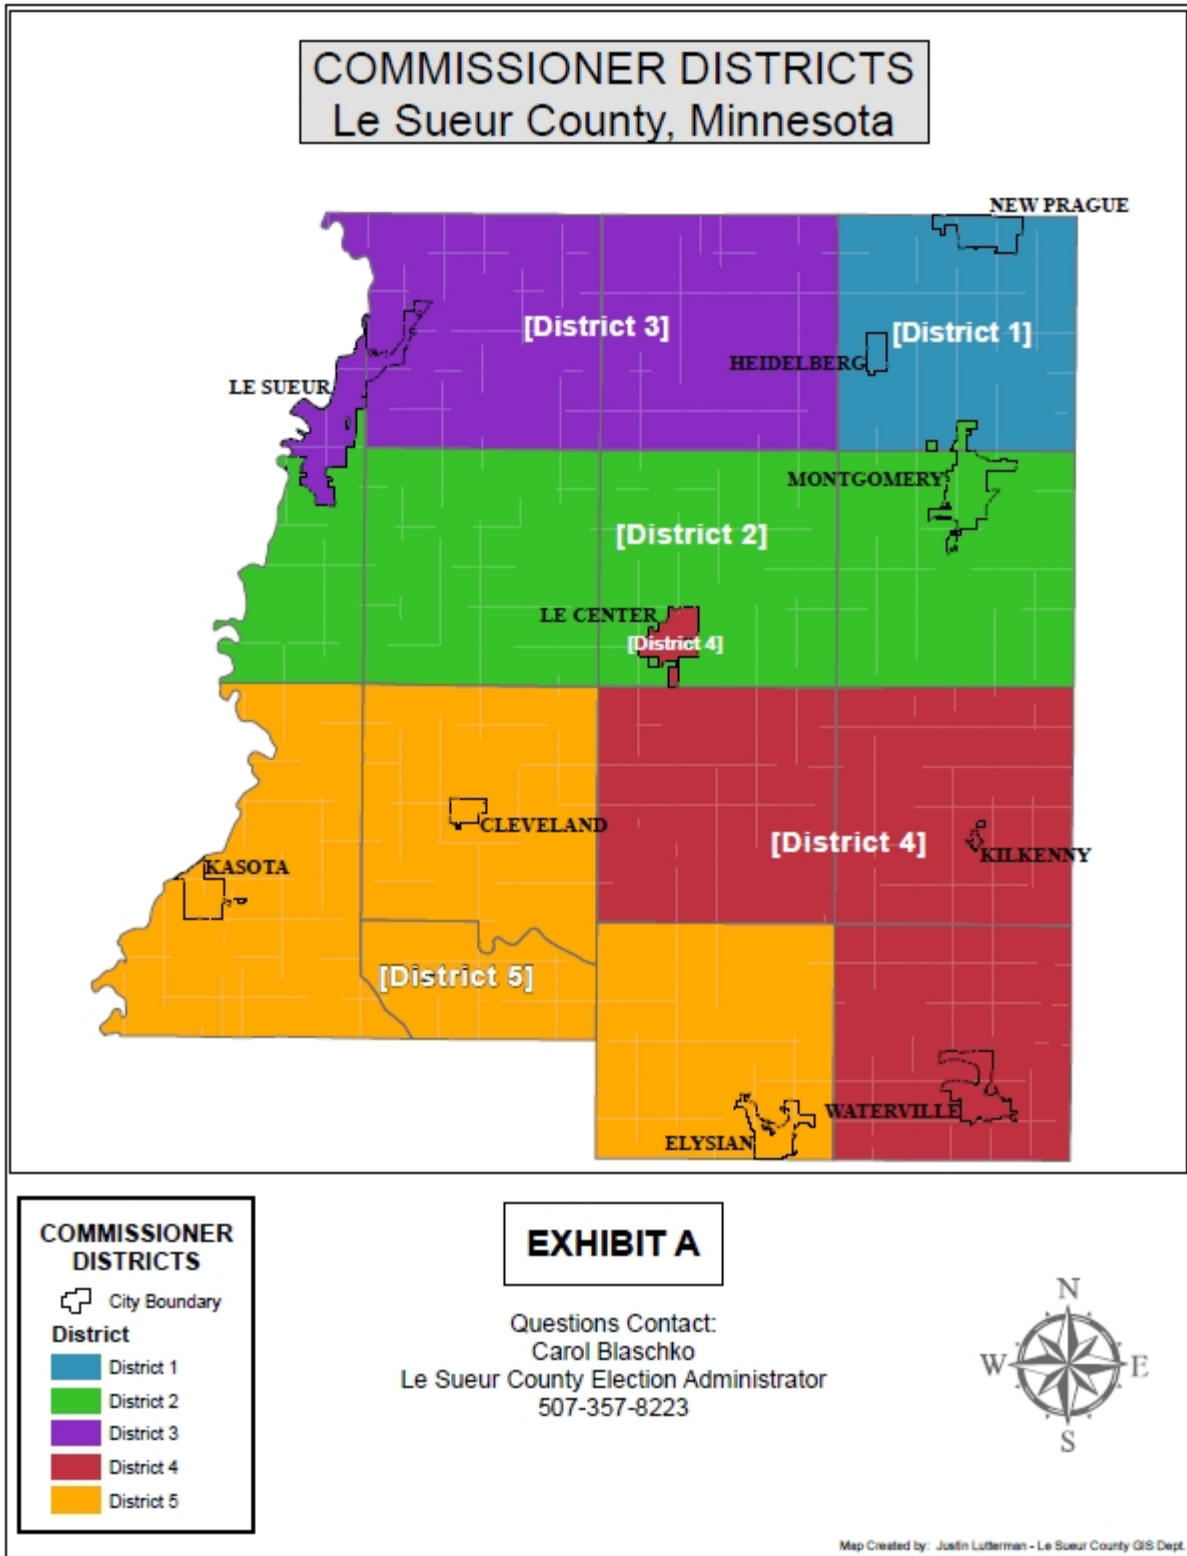 COMMISSIONER DISTRICTS
Le Sueur County, Minnesota
NEW PRAGUE
[District 3]
[District 1]
HEIDELBERG
LE SUEUR
MONTGOMERY
[District 2]
LE CENTER
[District 4]
CLEVELAND
[District 4]
KILKENNY
KASOTA
[District 5]
WATERVILLE
ELYSIAN
COMMISSIONER
DISTRICTS
City Boundary
District
District 1
District 2
District 3
District 4
District 5
EXHIBIT A
Questions Contact:
Carol Blaschko
Le Sueur County Election Administrator
507-357-8223
N
W
E
S
Map Created by: Justin Lutterman - Le Sueur County GIS Dept.